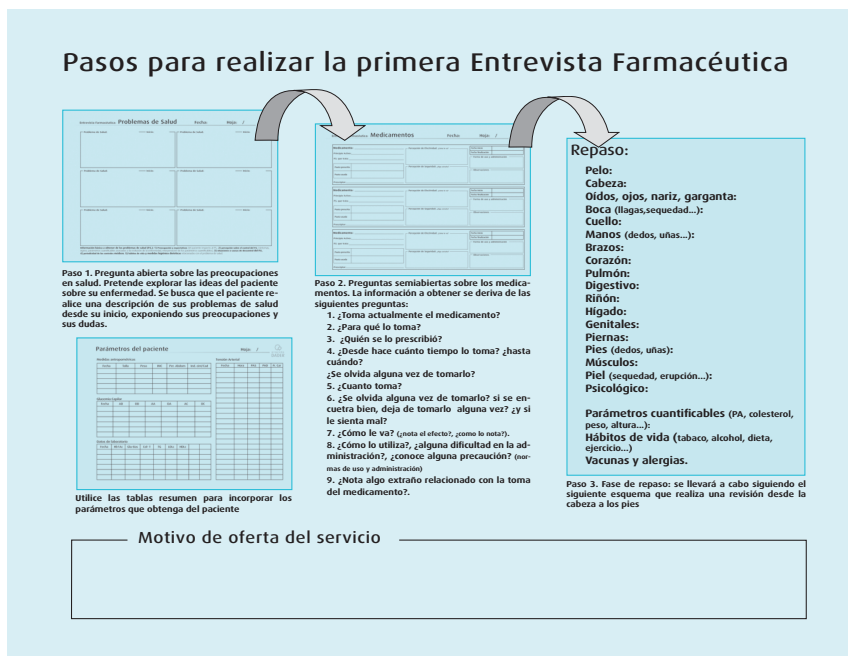 Pasos para realizar la primera Entrevista Farmacéutica
Problemas de Salud Fecha: Hoja: /
Paso 1. Pregunta abierta sobre las preocupaciones
en salud. Pretende explorar las ideas del paciente
sobre su enfermedad. Se busca que el paciente re-
alice una descripción de sus problemas de salud
desde su inicio, exponiendo sus preocupaciones y
sus dudas.
Parámetros del paciente Hoja: /
Utilice las tablas resumen para incorporar los
parámetros que obtenga del paciente
Medicamentos Fecha: Hoja: /
Paso 2. Preguntas semiabiertas sobre los medica-
mentos. La información a obtener se deriva de las
siguientes preguntas:
1. ¿Toma actualmente el medicamento?
2. ¿Para qué lo toma?
3. ¿Quién se lo prescribió?
4. ¿Desde hace cuánto tiempo lo toma? ¿hasta
cuándo?
¿Se olvida alguna vez de tomarlo?
5. ¿Cuanto toma?
6. ¿Se olvida alguna vez de tomarlo? si se en-
cuetra bien, deja de tomarlo alguna vez? ¿y si
le sienta mal?
7. ¿Cómo le va? (¿nota el efecto?, ¿como lo nota?).
8. ¿Cómo lo utiliza?, ¿alguna dificultad en la ad-
ministración?, ¿conoce alguna precaución? (nor-
mas de uso y administración)
9. ¿Nota algo extraño relacionado con la toma
del medicamento?.
Repaso:
Pelo:
Cabeza:
Oídos, ojos, nariz, garganta:
Boca (llagas,sequedad...):
Cuello:
Manos (dedos, uñas...):
Brazos:
Corazón:
Pulmón:
Digestivo:
Riñón:
Hígado:
Genitales:
Piernas:
Pies (dedos, uñas):
Músculos:
Piel (sequedad, erupción...):
Psicológico:
Parámetros cuantificables (PA, colesterol,
peso, altura...):
Hábitos de vida (tabaco, alcohol, dieta,
ejercicio...)
Vacunas y alergias.
Paso 3. Fase de repaso: se llevará a cabo siguiendo el
siguiente esquema que realiza una revisión desde la
cabeza a los pies
Motivo de oferta del servicio